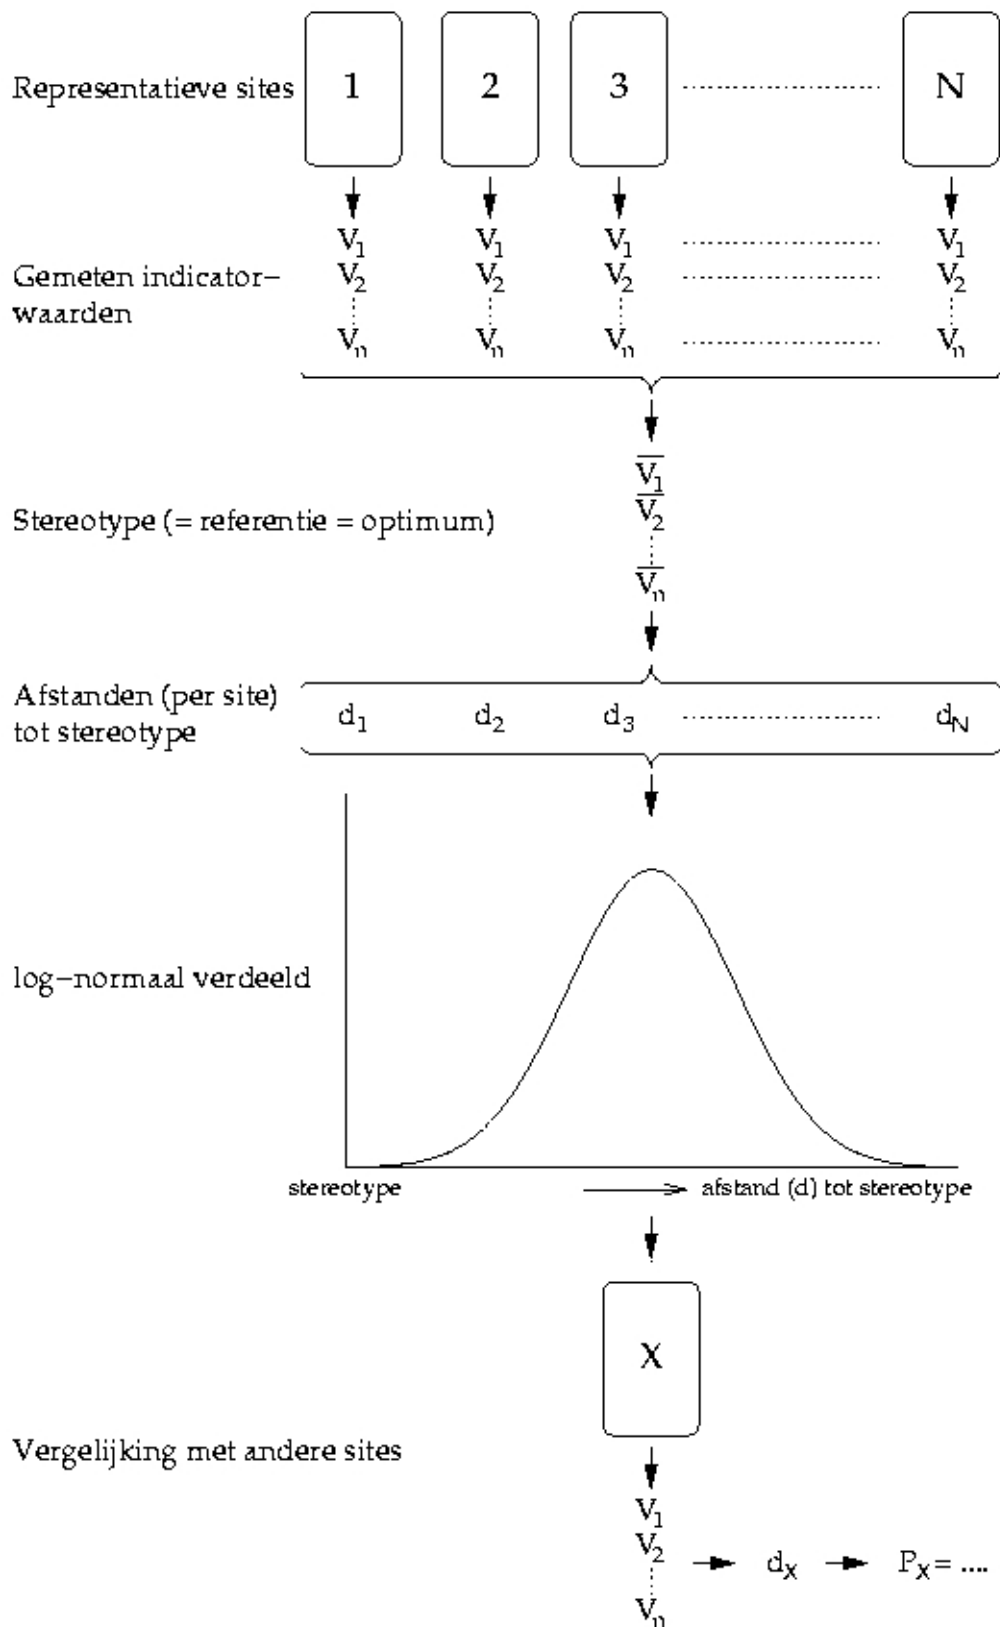 Representatieve sites 1 2 3 N
V1 V1 V1 V1
Gemeten indicator-
V2 V2 V2 V2
waarden
Vn Vn Vn Vn
V̅1
V̅2
Stereotype (= referentie = optimum)
V̅n
Afstanden (per site)
tot stereotype
d1 d2 d3 dN
log-normaal verdeeld
stereotype
afstand (d) tot stereotype
X
Vergelijking met andere sites
V1
V2 dX PX = ....
Vn